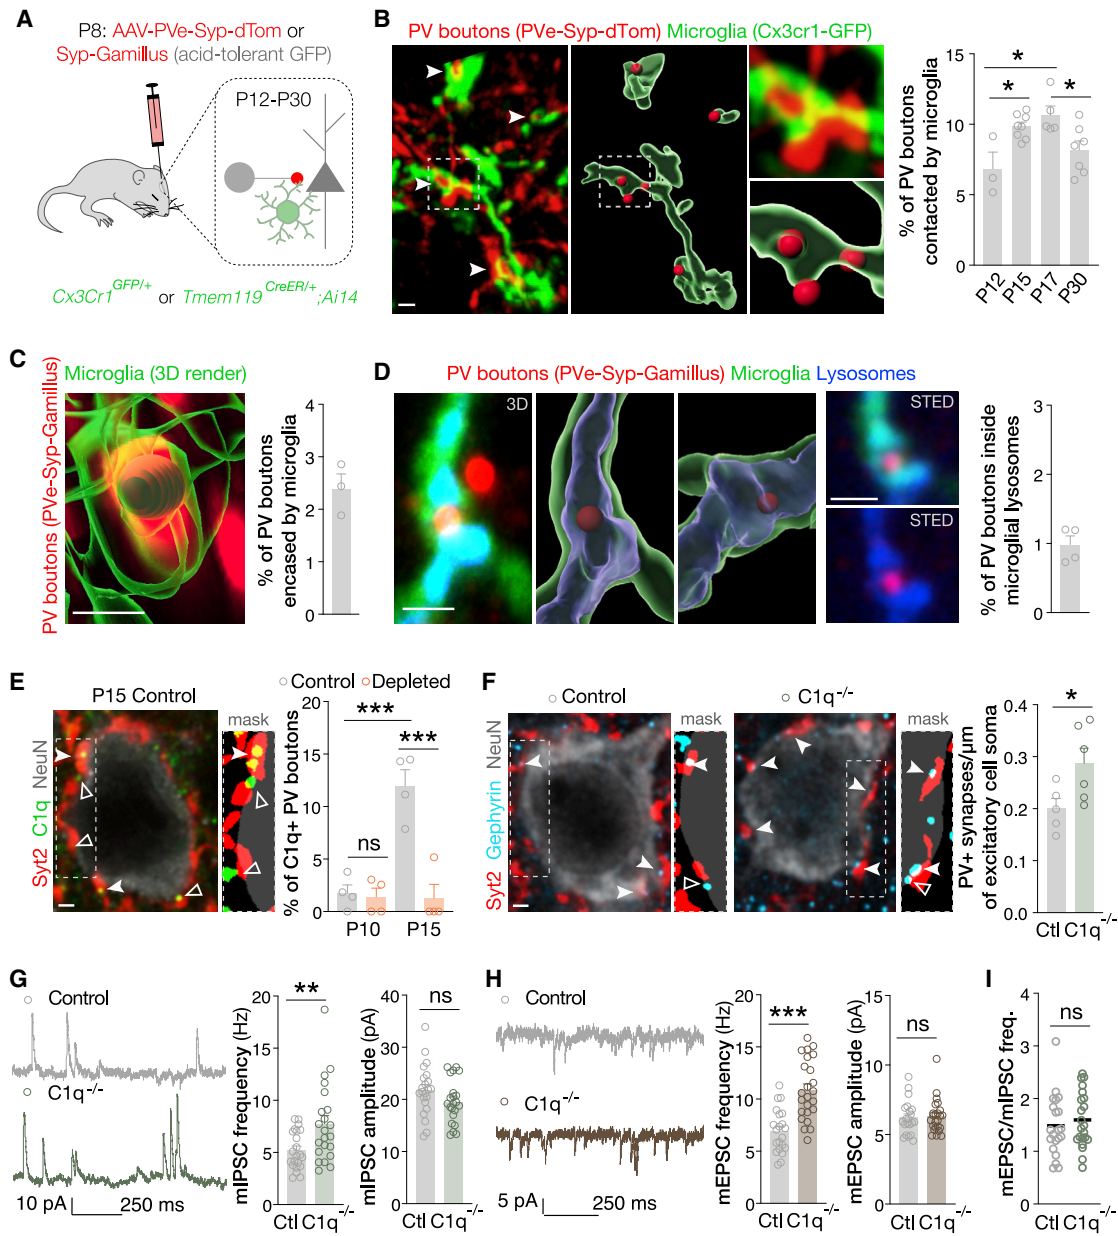 A
P8: AAV-PVe-Syp-dTom or
Syp-Gamillus (acid-tolerant GFP)
P12-P30
Cx3Cr1 GFP/+ or Tmem119 CreER/+;Ai14
B
PV boutons (PVe-Syp-dTom) Microglia (Cx3cr1-GFP)
% of PV boutons
contacted by microglia
15
10
5
0
*
*
*
P12
P15
P17
P30
C
Microglia (3D render)
PV boutons (PVe-Syp-Gamillus)
% of PV boutons
encased by microglia
4
3
2
1
0
D
PV boutons (PVe-Syp-Gamillus) Microglia Lysosomes
3D
STED
STED
% of PV boutons inside
microglial lysosomes
3
2
1
0
E
P15 Control
Syt2 C1q NeuN
mask
Control Depleted
% of C1q+ PV boutons
20
15
10
5
0
***
***
ns
P10 P15
F
Control
C1q-/-
Syt2 Gephyrin NeuN
mask
mask
PV+ synapses/μm
of excitatory cell soma
0.4
0.3
0.2
0.1
0.0
*
Ctl C1q-/-
G
Control
C1q-/-
10 pA
250 ms
mIPSC frequency (Hz)
20
15
10
5
0
**
Ctl C1q-/-
mIPSC amplitude (pA)
40
30
20
10
0
ns
Ctl C1q-/-
H
Control
C1q-/-
5 pA
250 ms
mEPSC frequency (Hz)
20
15
10
5
0
***
Ctl C1q-/-
mEPSC amplitude (pA)
15
10
5
0
ns
Ctl C1q-/-
I
mEPSC/mIPSC freq.
4
3
2
1
0
ns
Ctl C1q-/-